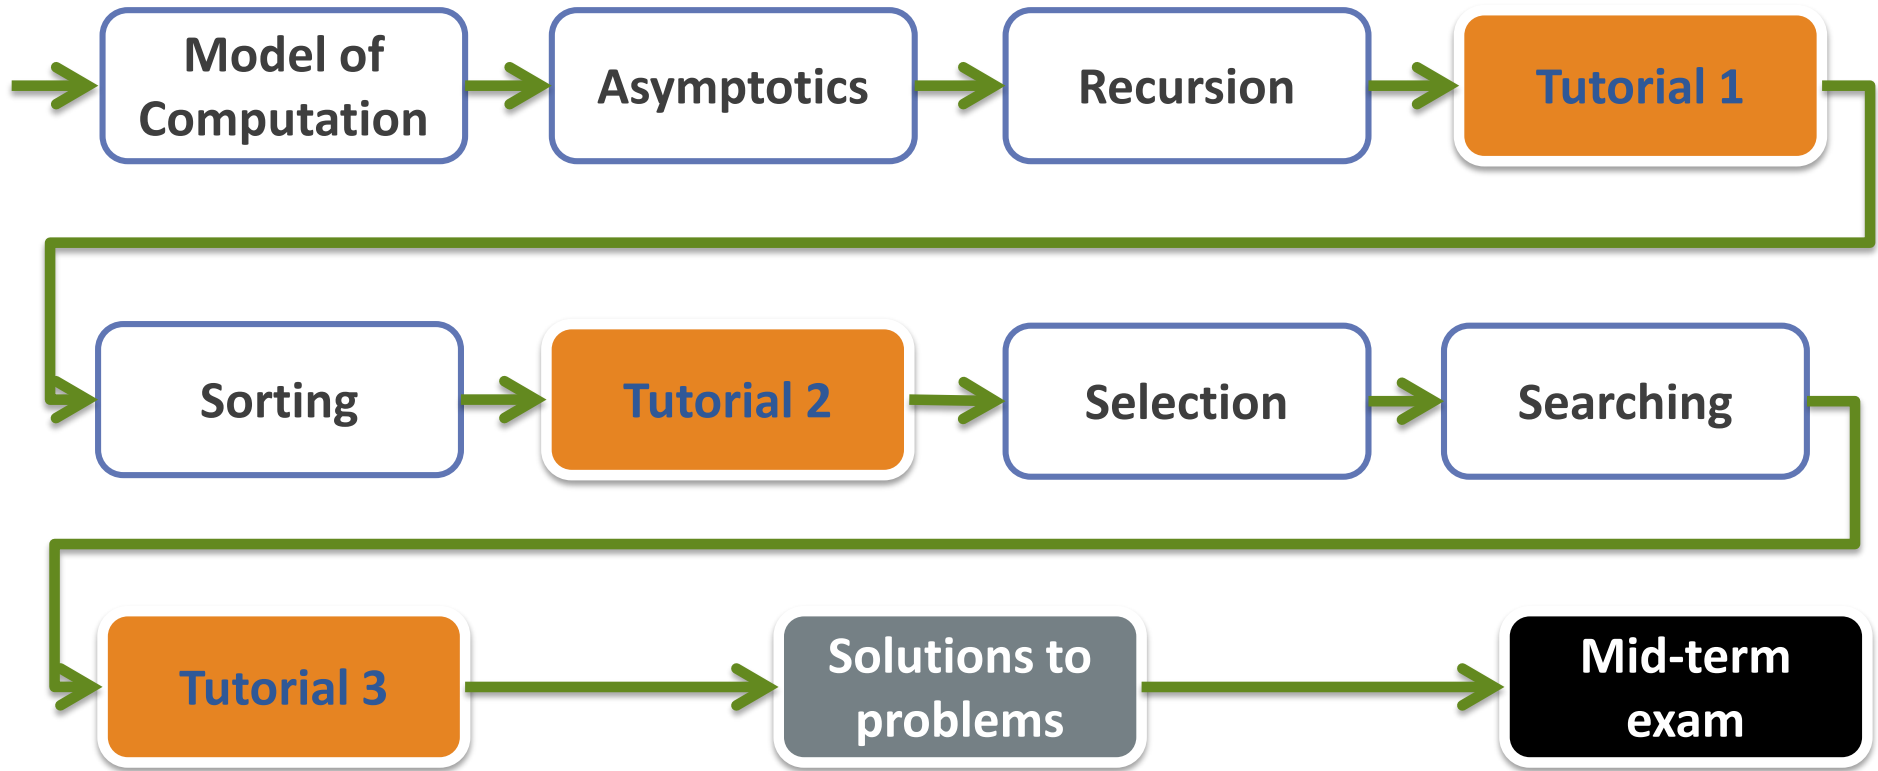 Model of
Computation
Asymptotics
Recursion
Tutorial 1
Sorting
Tutorial 2
Selection
Searching
Tutorial 3
Solutions to
problems
Mid-term
exam